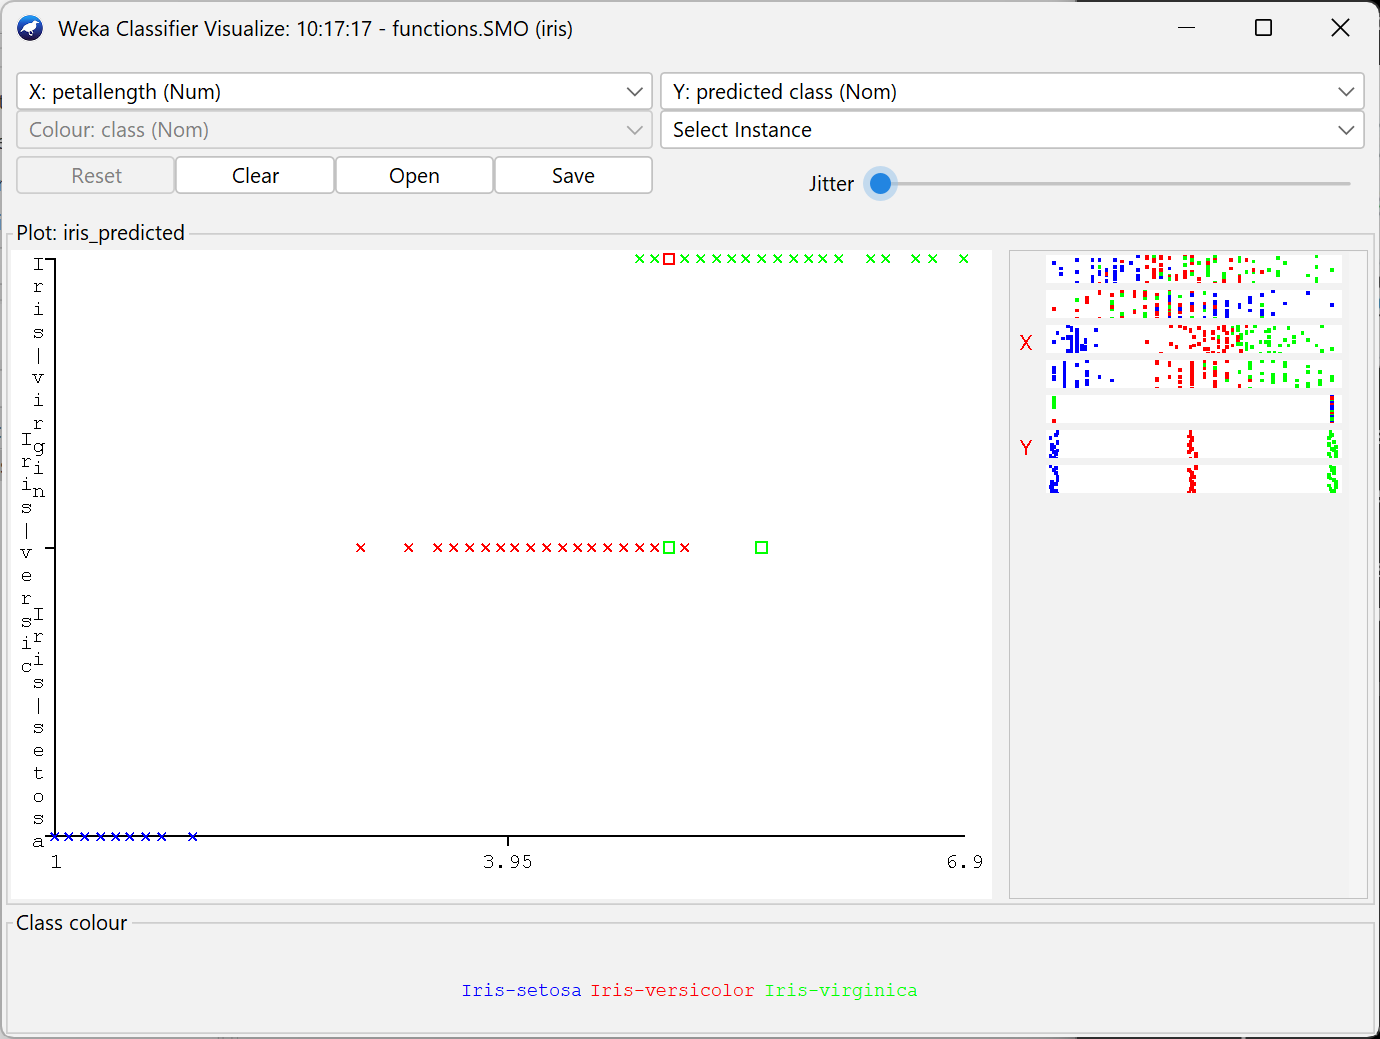 Weka Classifier Visualize: 10:17:17 - functions.SMO (iris)
X: petallength (Num)
Y: predicted class (Nom)
Colour: class (Nom)
Select Instance
Reset
Clear
Open
Save
Jitter
Plot: iris_predicted
Iris|virgin
Iris|versic
Iris|setosa
1
3.95
6.9
X
Y
Class colour
Iris-setosa Iris-versicolor Iris-virginica